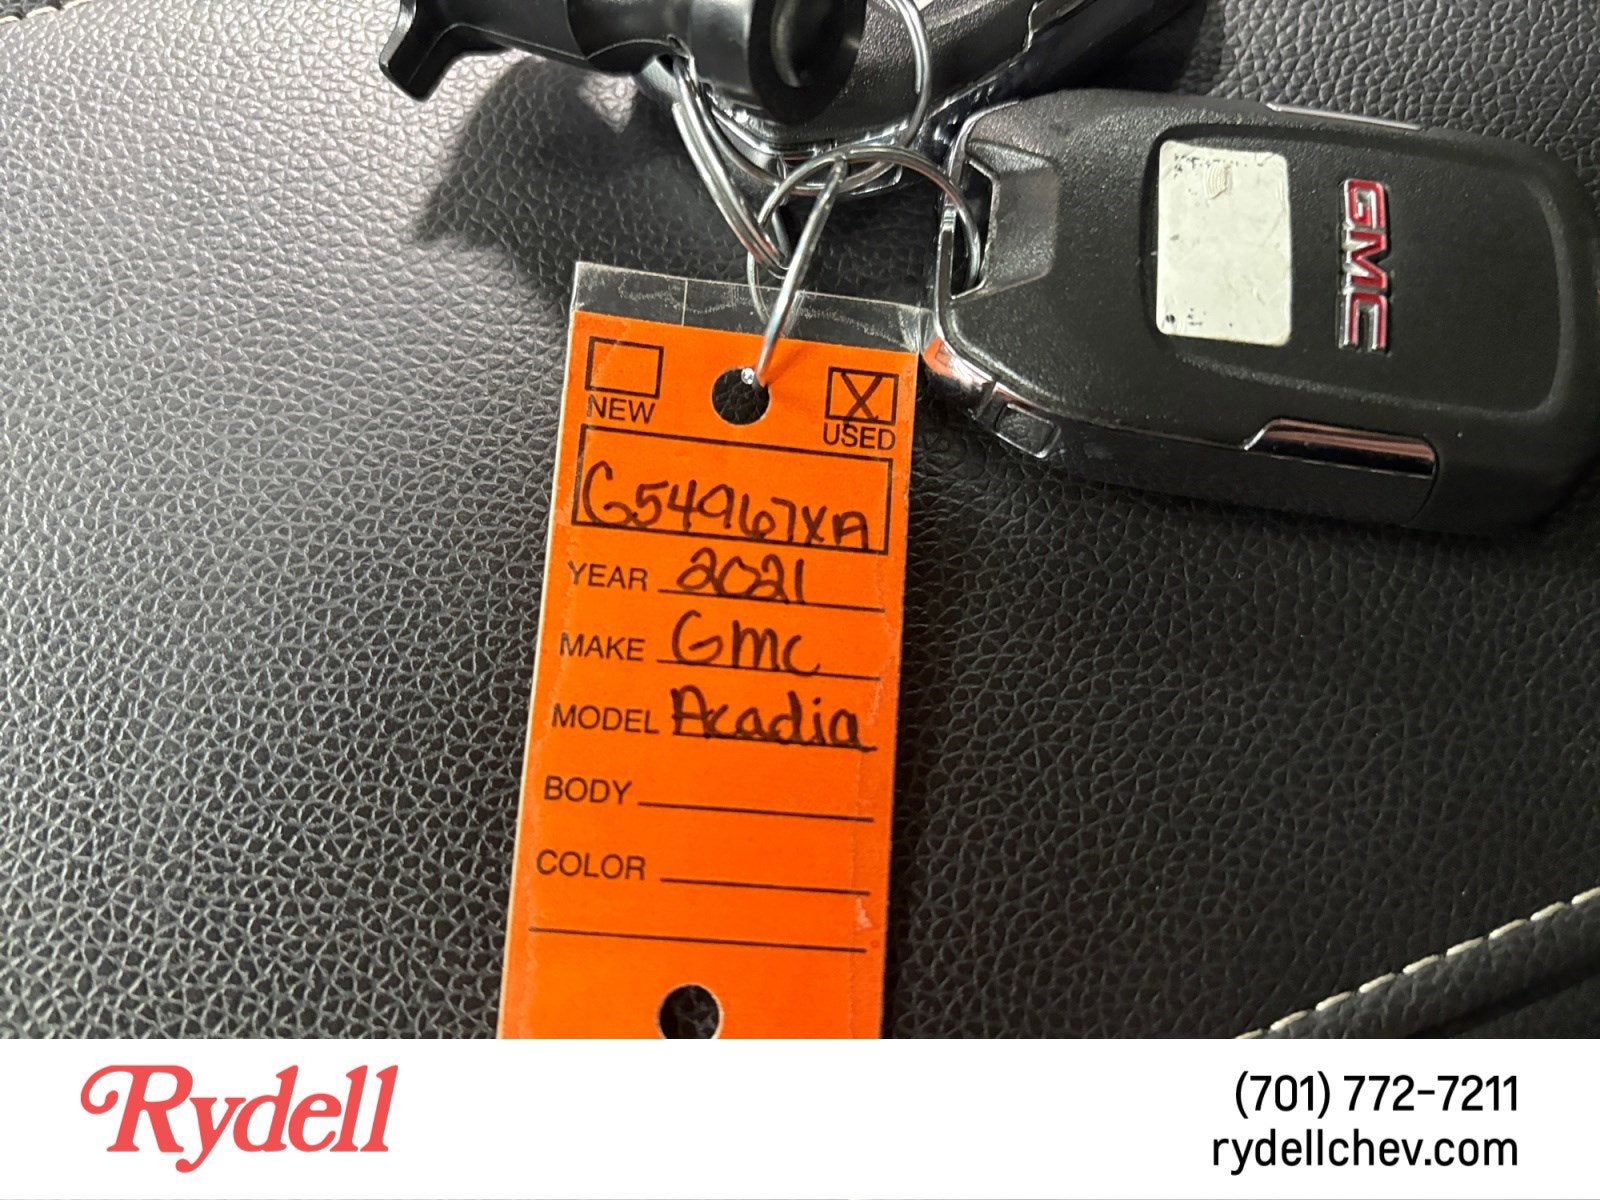 GMC
NEW
X
USED
G54967XA
YEAR 2021
MAKE Gmc
MODEL Acadia
BODY
COLOR
Rydell
(701) 772-7211
rydellchev.com